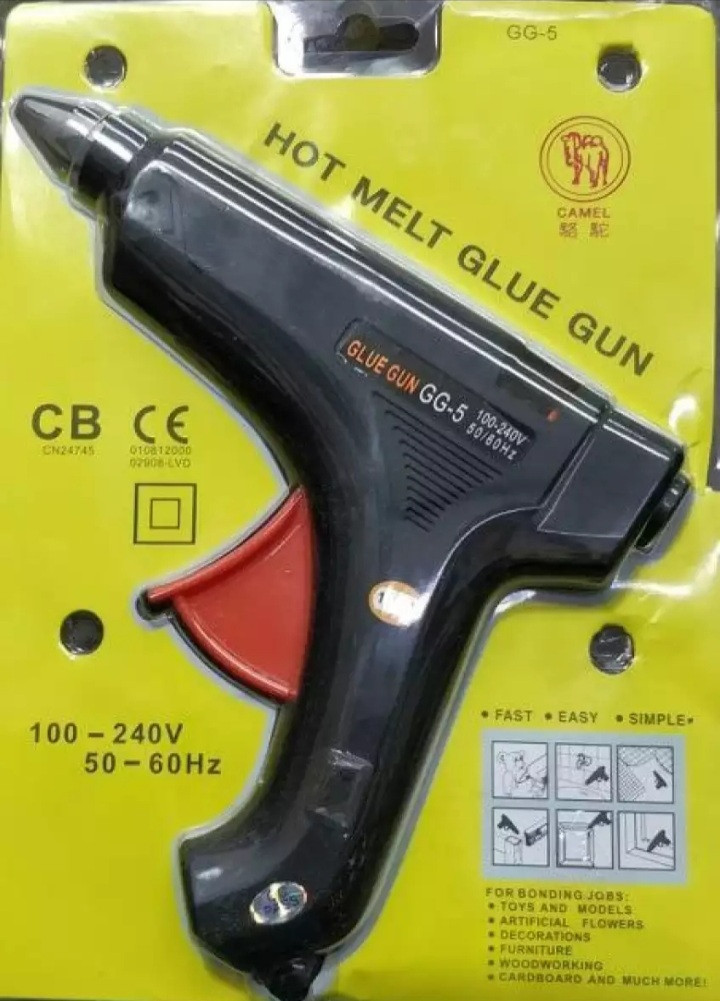 GG-5
HOT MELT GLUE GUN
CAMEL
駱駝
GLUE GUN GG-5 100-240V
50/60Hz
CB CE
CN24745 010812000
02908-LVD
100-240V
50-60Hz
• FAST • EASY • SIMPLE
FOR BONDING JOBS:
• TOYS AND MODELS
• ARTIFICIAL FLOWERS
• DECORATIONS
• FURNITURE
• WOODWORKING
• CARDBOARD AND MUCH MORE!